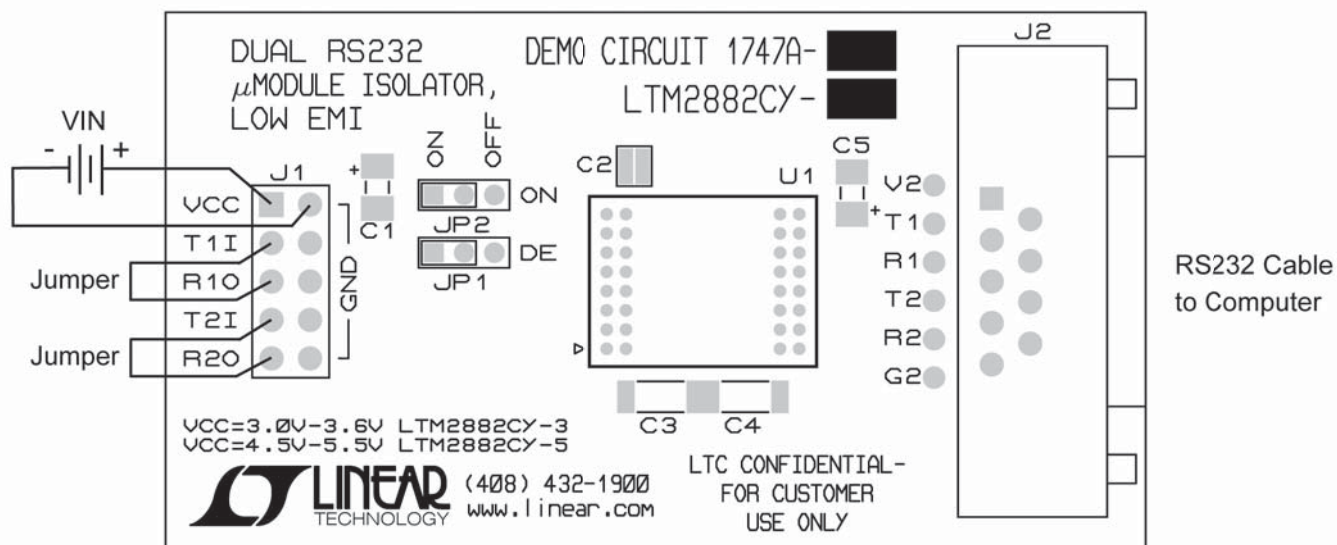 DUAL RS232
μMODULE ISOLATOR,
LOW EMI
DEMO CIRCUIT 1747A-
LTM2882CY-
J2
VIN
- +
J1
VCC
T1I
R1O
T2I
R2O
GND
Jumper
Jumper
+
C1
ON
OFF
ON
JP2
DE
JP1
C2
U1
C5
+
V2
T1
R1
T2
R2
G2
C3
C4
RS232 Cable
to Computer
VCC=3.0V-3.6V LTM2882CY-3
VCC=4.5V-5.5V LTM2882CY-5
LINEAR
TECHNOLOGY
(408) 432-1900
www.linear.com
LTC CONFIDENTIAL-
FOR CUSTOMER
USE ONLY